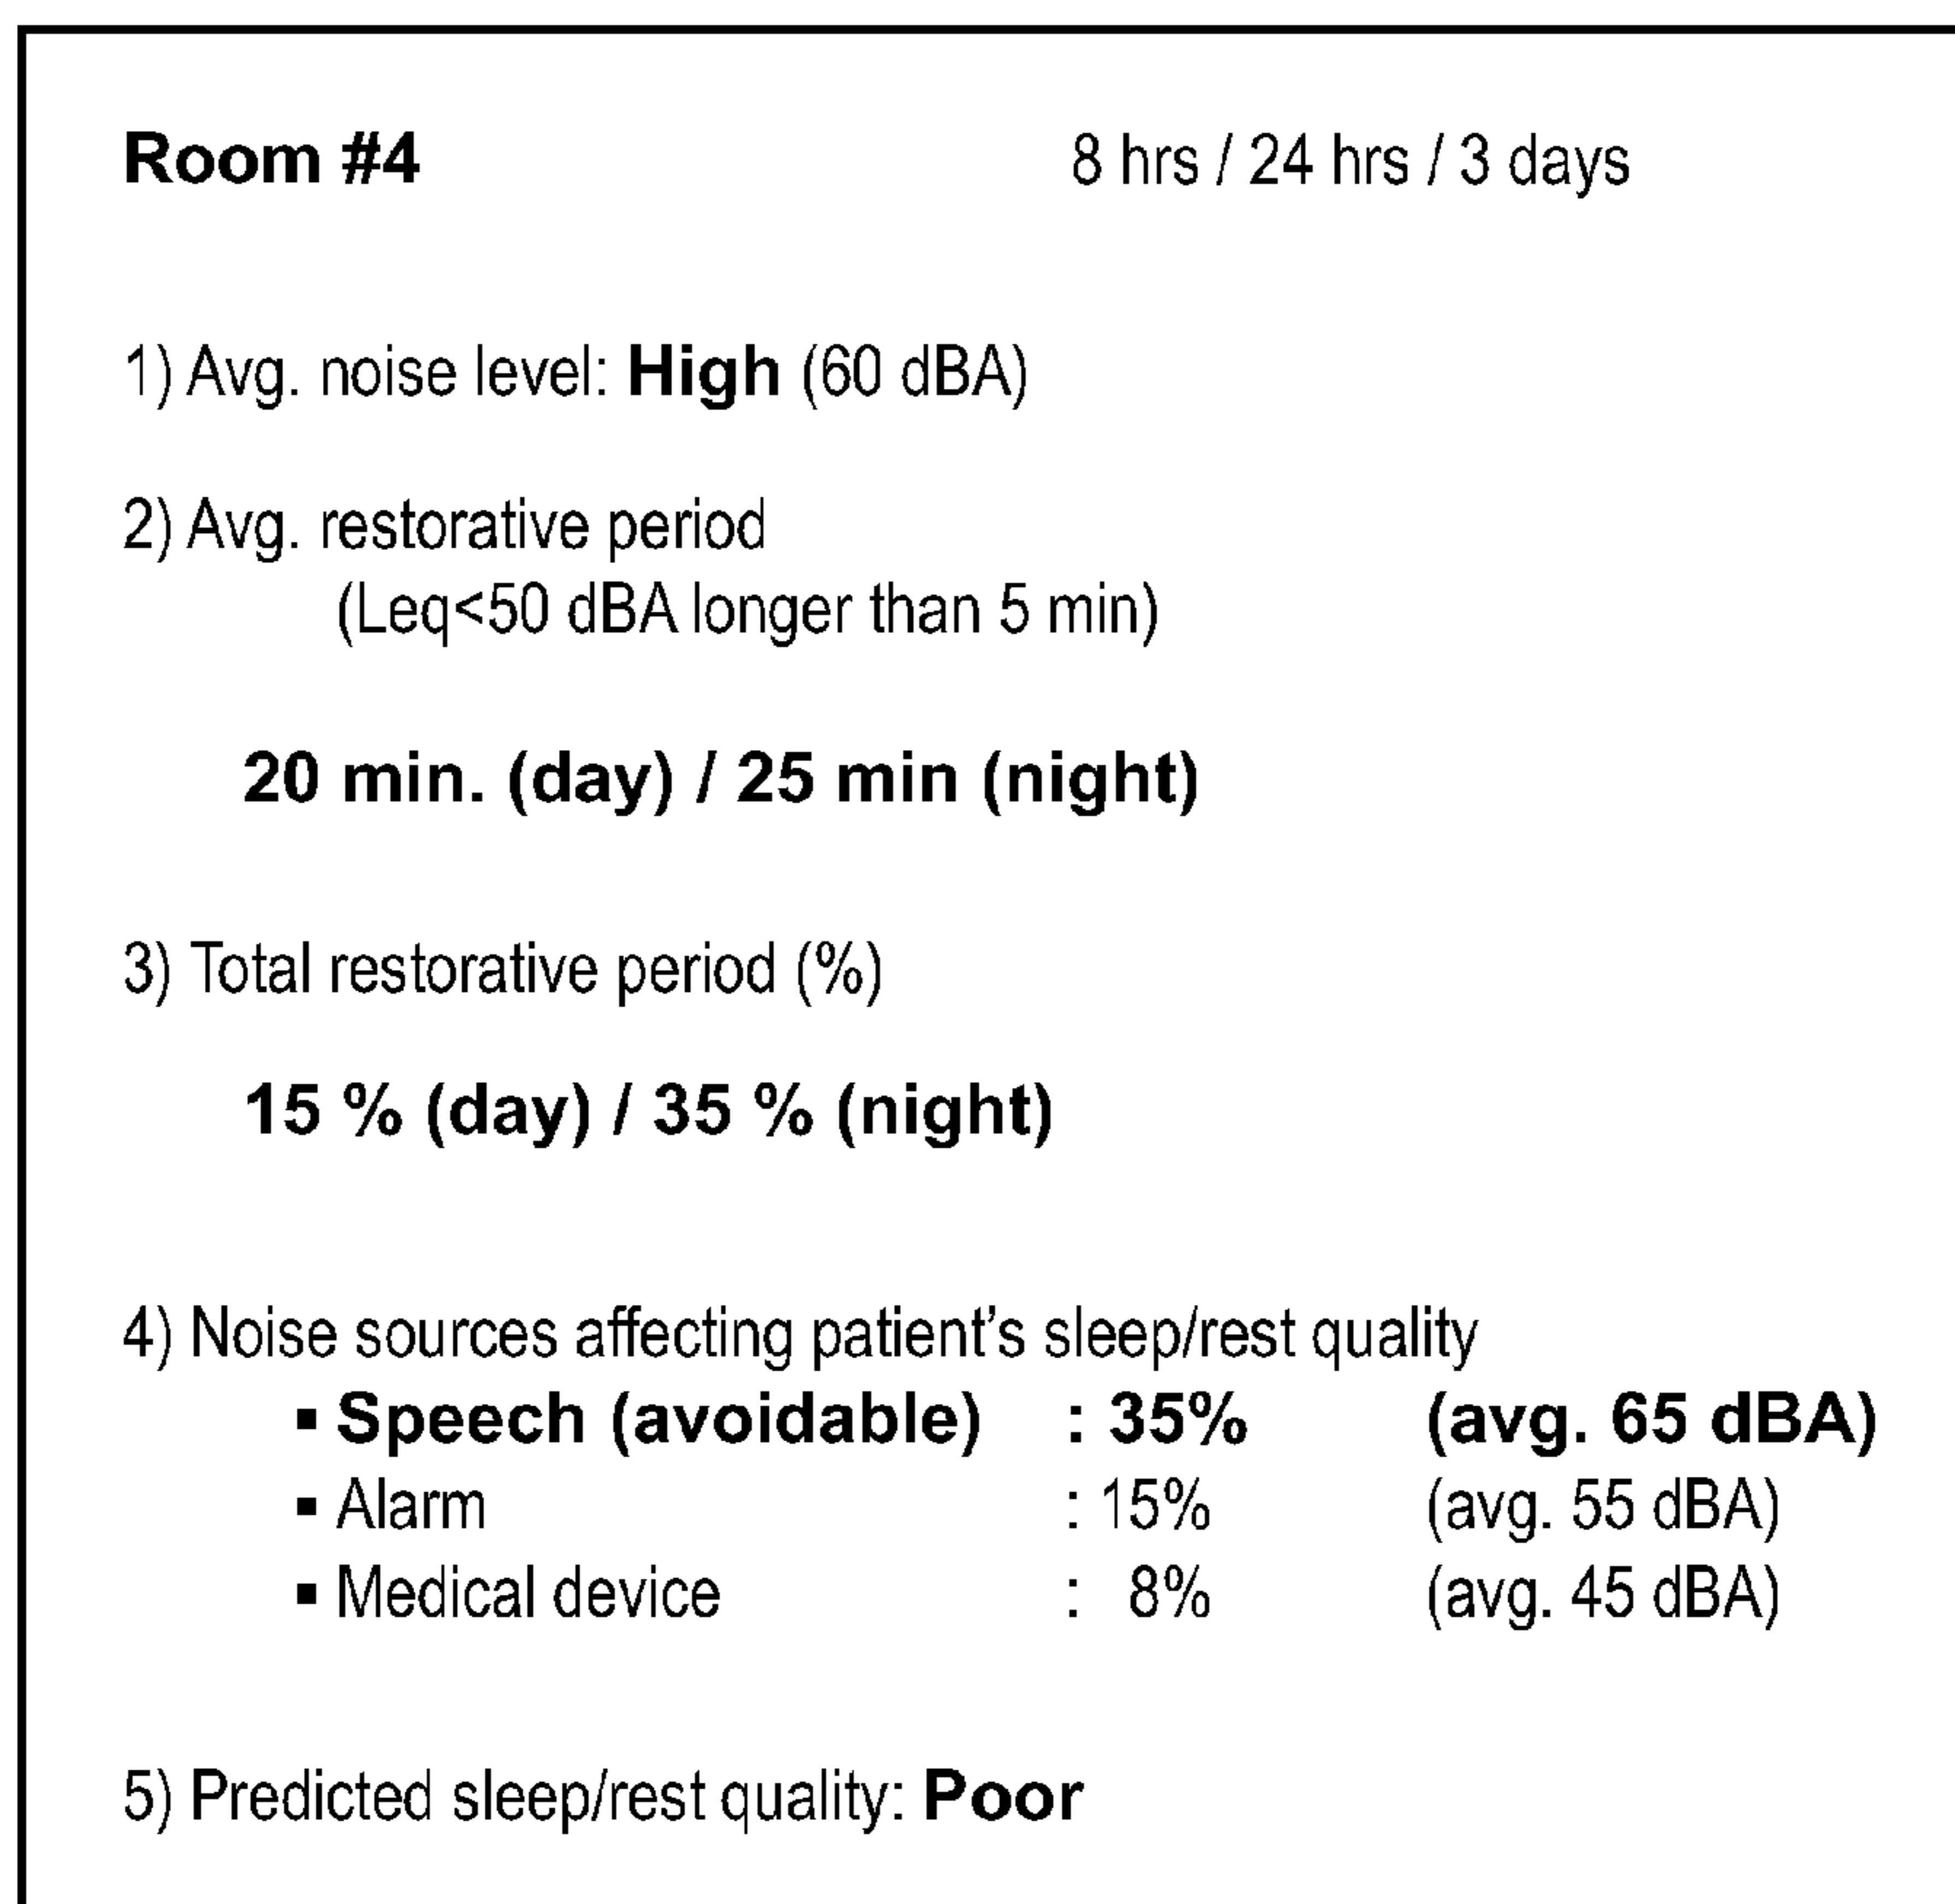 Room #4 8 hrs / 24 hrs / 3 days
1) Avg. noise level: High (60 dBA)
2) Avg. restorative period
(Leq<50 dBA longer than 5 min)
20 min. (day) / 25 min (night)
3) Total restorative period (%)
15 % (day) / 35 % (night)
4) Noise sources affecting patient’s sleep/rest quality
▪ Speech (avoidable) : 35% (avg. 65 dBA)
▪ Alarm : 15% (avg. 55 dBA)
▪ Medical device : 8% (avg. 45 dBA)
5) Predicted sleep/rest quality: Poor